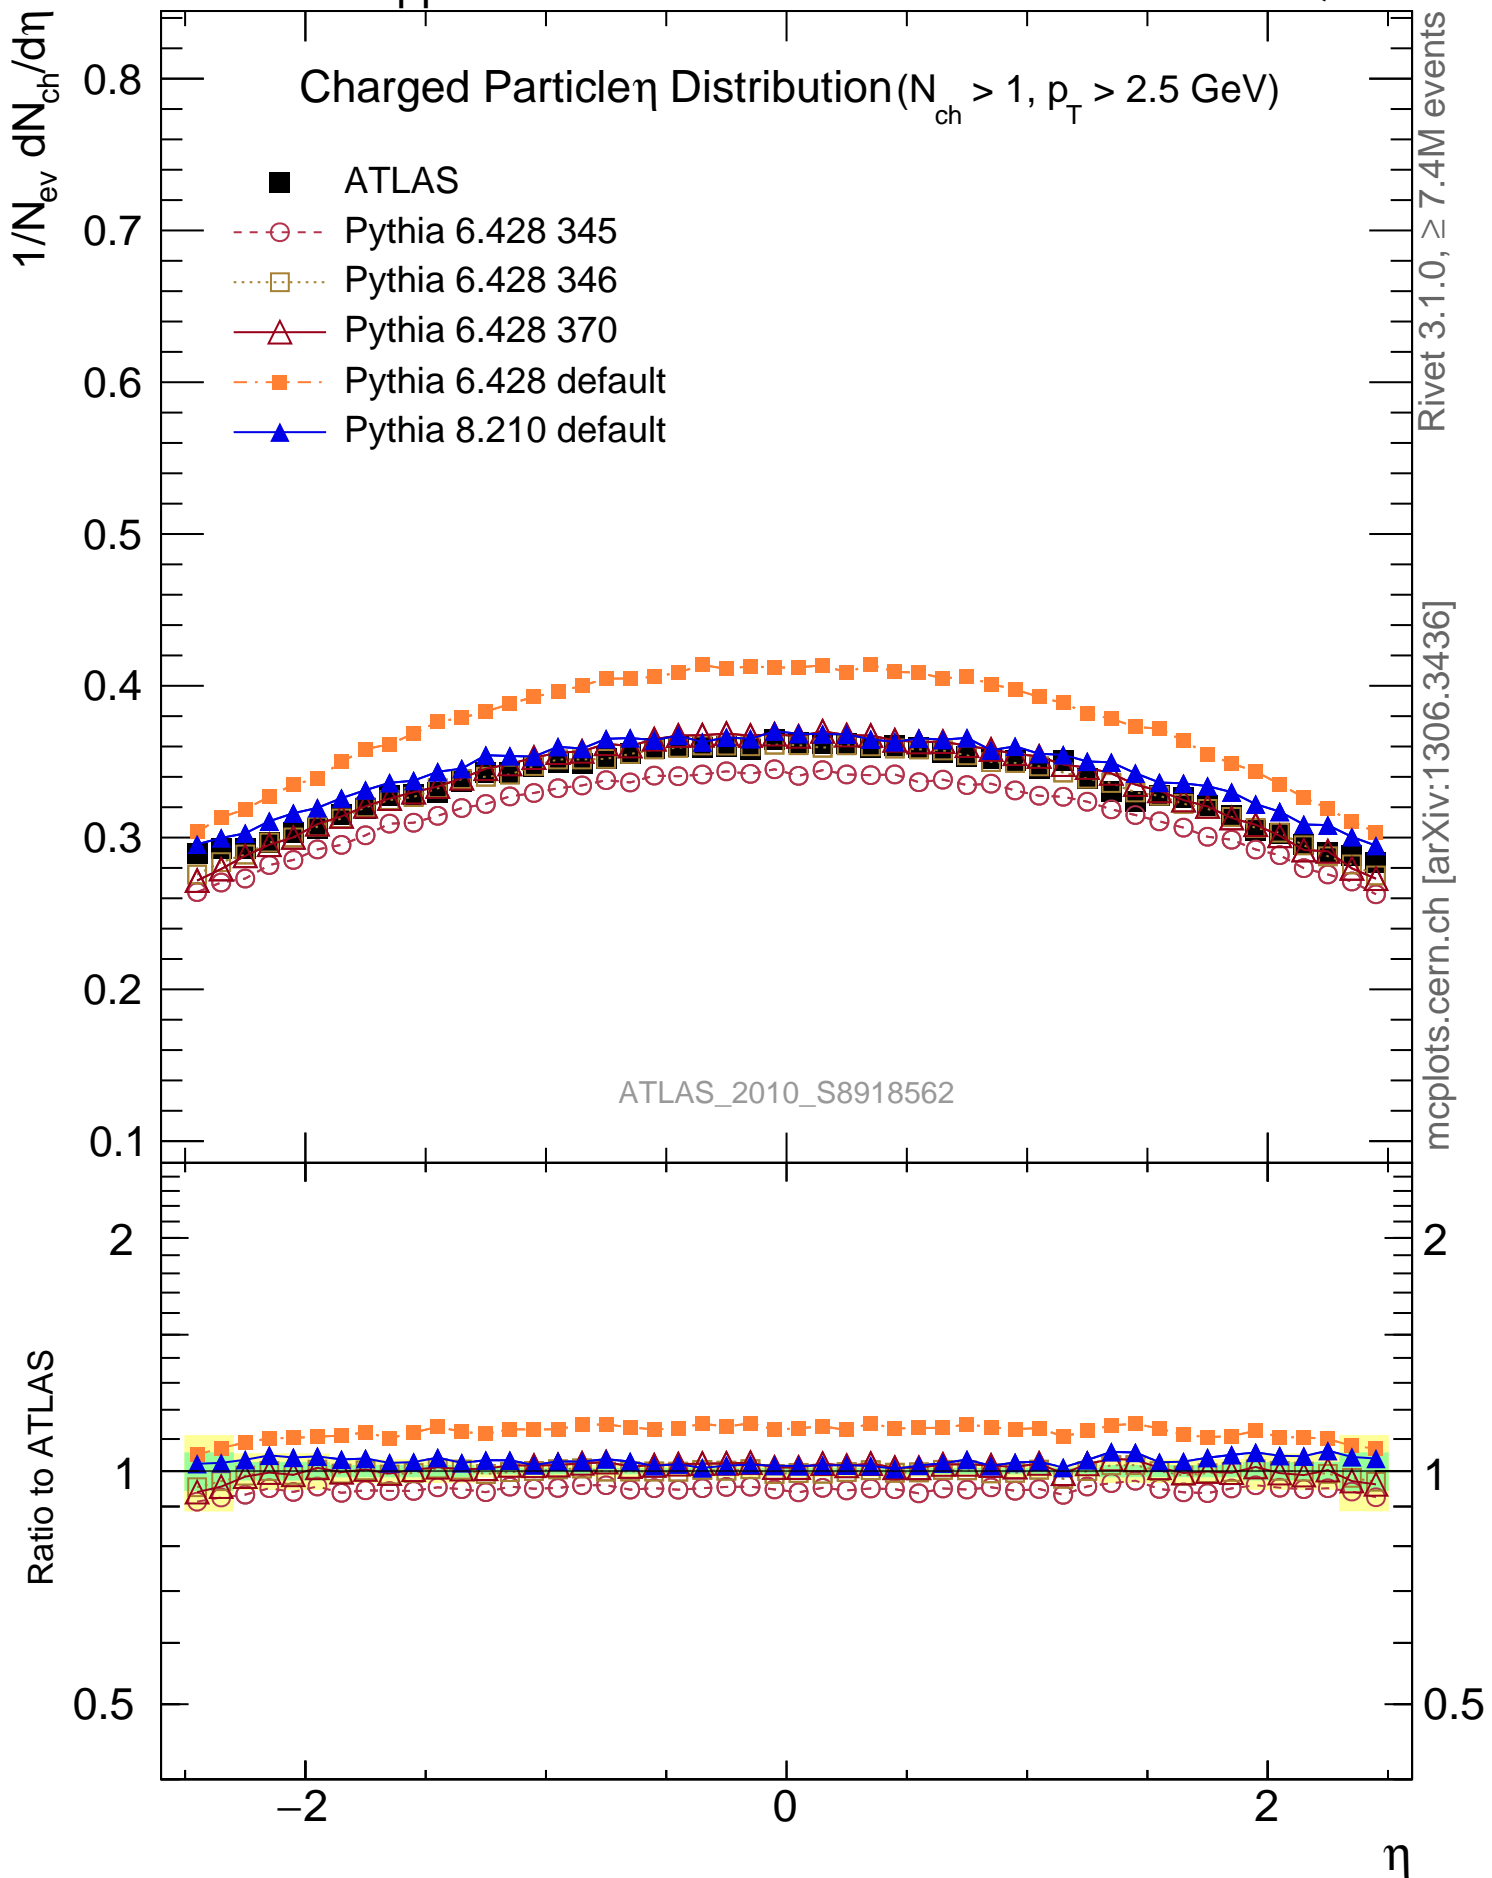 Charged Particleη Distribution (N_ch > 1, p_T > 2.5 GeV)
1/N_ev dN_ch/dη
ATLAS
Pythia 6.428 345
Pythia 6.428 346
Pythia 6.428 370
Pythia 6.428 default
Pythia 8.210 default
0.8
0.7
0.6
0.5
0.4
0.3
0.2
0.1
ATLAS_2010_S8918562
Rivet 3.1.0, ≥ 7.4M events
mcplots.cern.ch [arXiv:1306.3436]
Ratio to ATLAS
2
1
0.5
2
1
0.5
−2
0
2
η